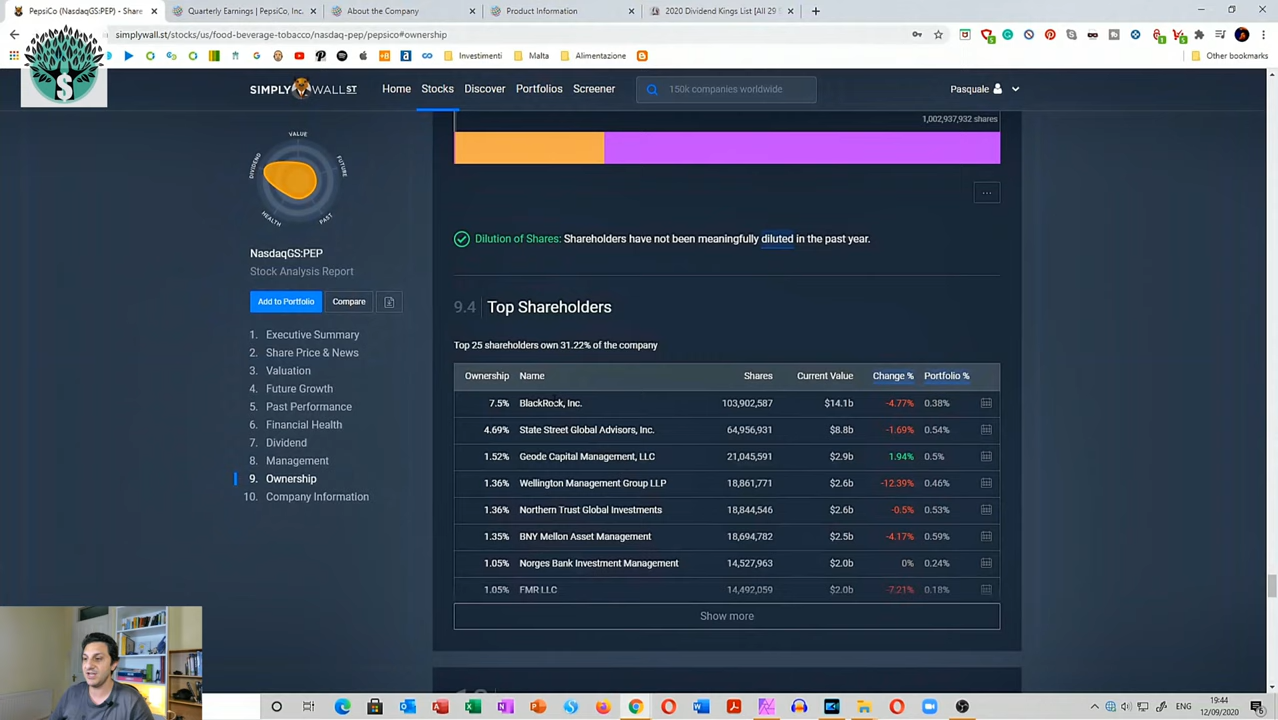 PepsiCo (NasdaqGS:PEP) - Share
Quarterly Earnings | PepsiCo, Inc.
About the Company
Product Information
2020 Dividend Kings List [All 29
simplywall.st/stocks/us/food-beverage-tobacco/nasdaq-pep/pepsico#ownership
Investimenti
Malta
Alimentazione
Other bookmarks
$
SIMPLY WALL ST
Home
Stocks
Discover
Portfolios
Screener
150k companies worldwide
Pasquale
1,002,937,932 shares
VALUE
FUTURE
PAST
HEALTH
DIVIDEND
NasdaqGS:PEP
Stock Analysis Report
Add to Portfolio
Compare
1. Executive Summary
2. Share Price & News
3. Valuation
4. Future Growth
5. Past Performance
6. Financial Health
7. Dividend
8. Management
9. Ownership
10. Company Information
Dilution of Shares: Shareholders have not been meaningfully diluted in the past year.
9.4 Top Shareholders
Top 25 shareholders own 31.22% of the company
Ownership Name Shares Current Value Change % Portfolio %
7.5% BlackRock, Inc. 103,902,587 $14.1b -4.77% 0.38%
4.69% State Street Global Advisors, Inc. 64,956,931 $8.8b -1.69% 0.54%
1.52% Geode Capital Management, LLC 21,045,591 $2.9b 1.94% 0.5%
1.36% Wellington Management Group LLP 18,861,771 $2.6b -12.39% 0.46%
1.36% Northern Trust Global Investments 18,844,546 $2.6b -0.5% 0.53%
1.35% BNY Mellon Asset Management 18,694,782 $2.5b -4.17% 0.59%
1.05% Norges Bank Investment Management 14,527,963 $2.0b 0% 0.24%
1.05% FMR LLC 14,492,059 $2.0b -7.21% 0.18%
Show more
ENG
19:44
12/09/2020